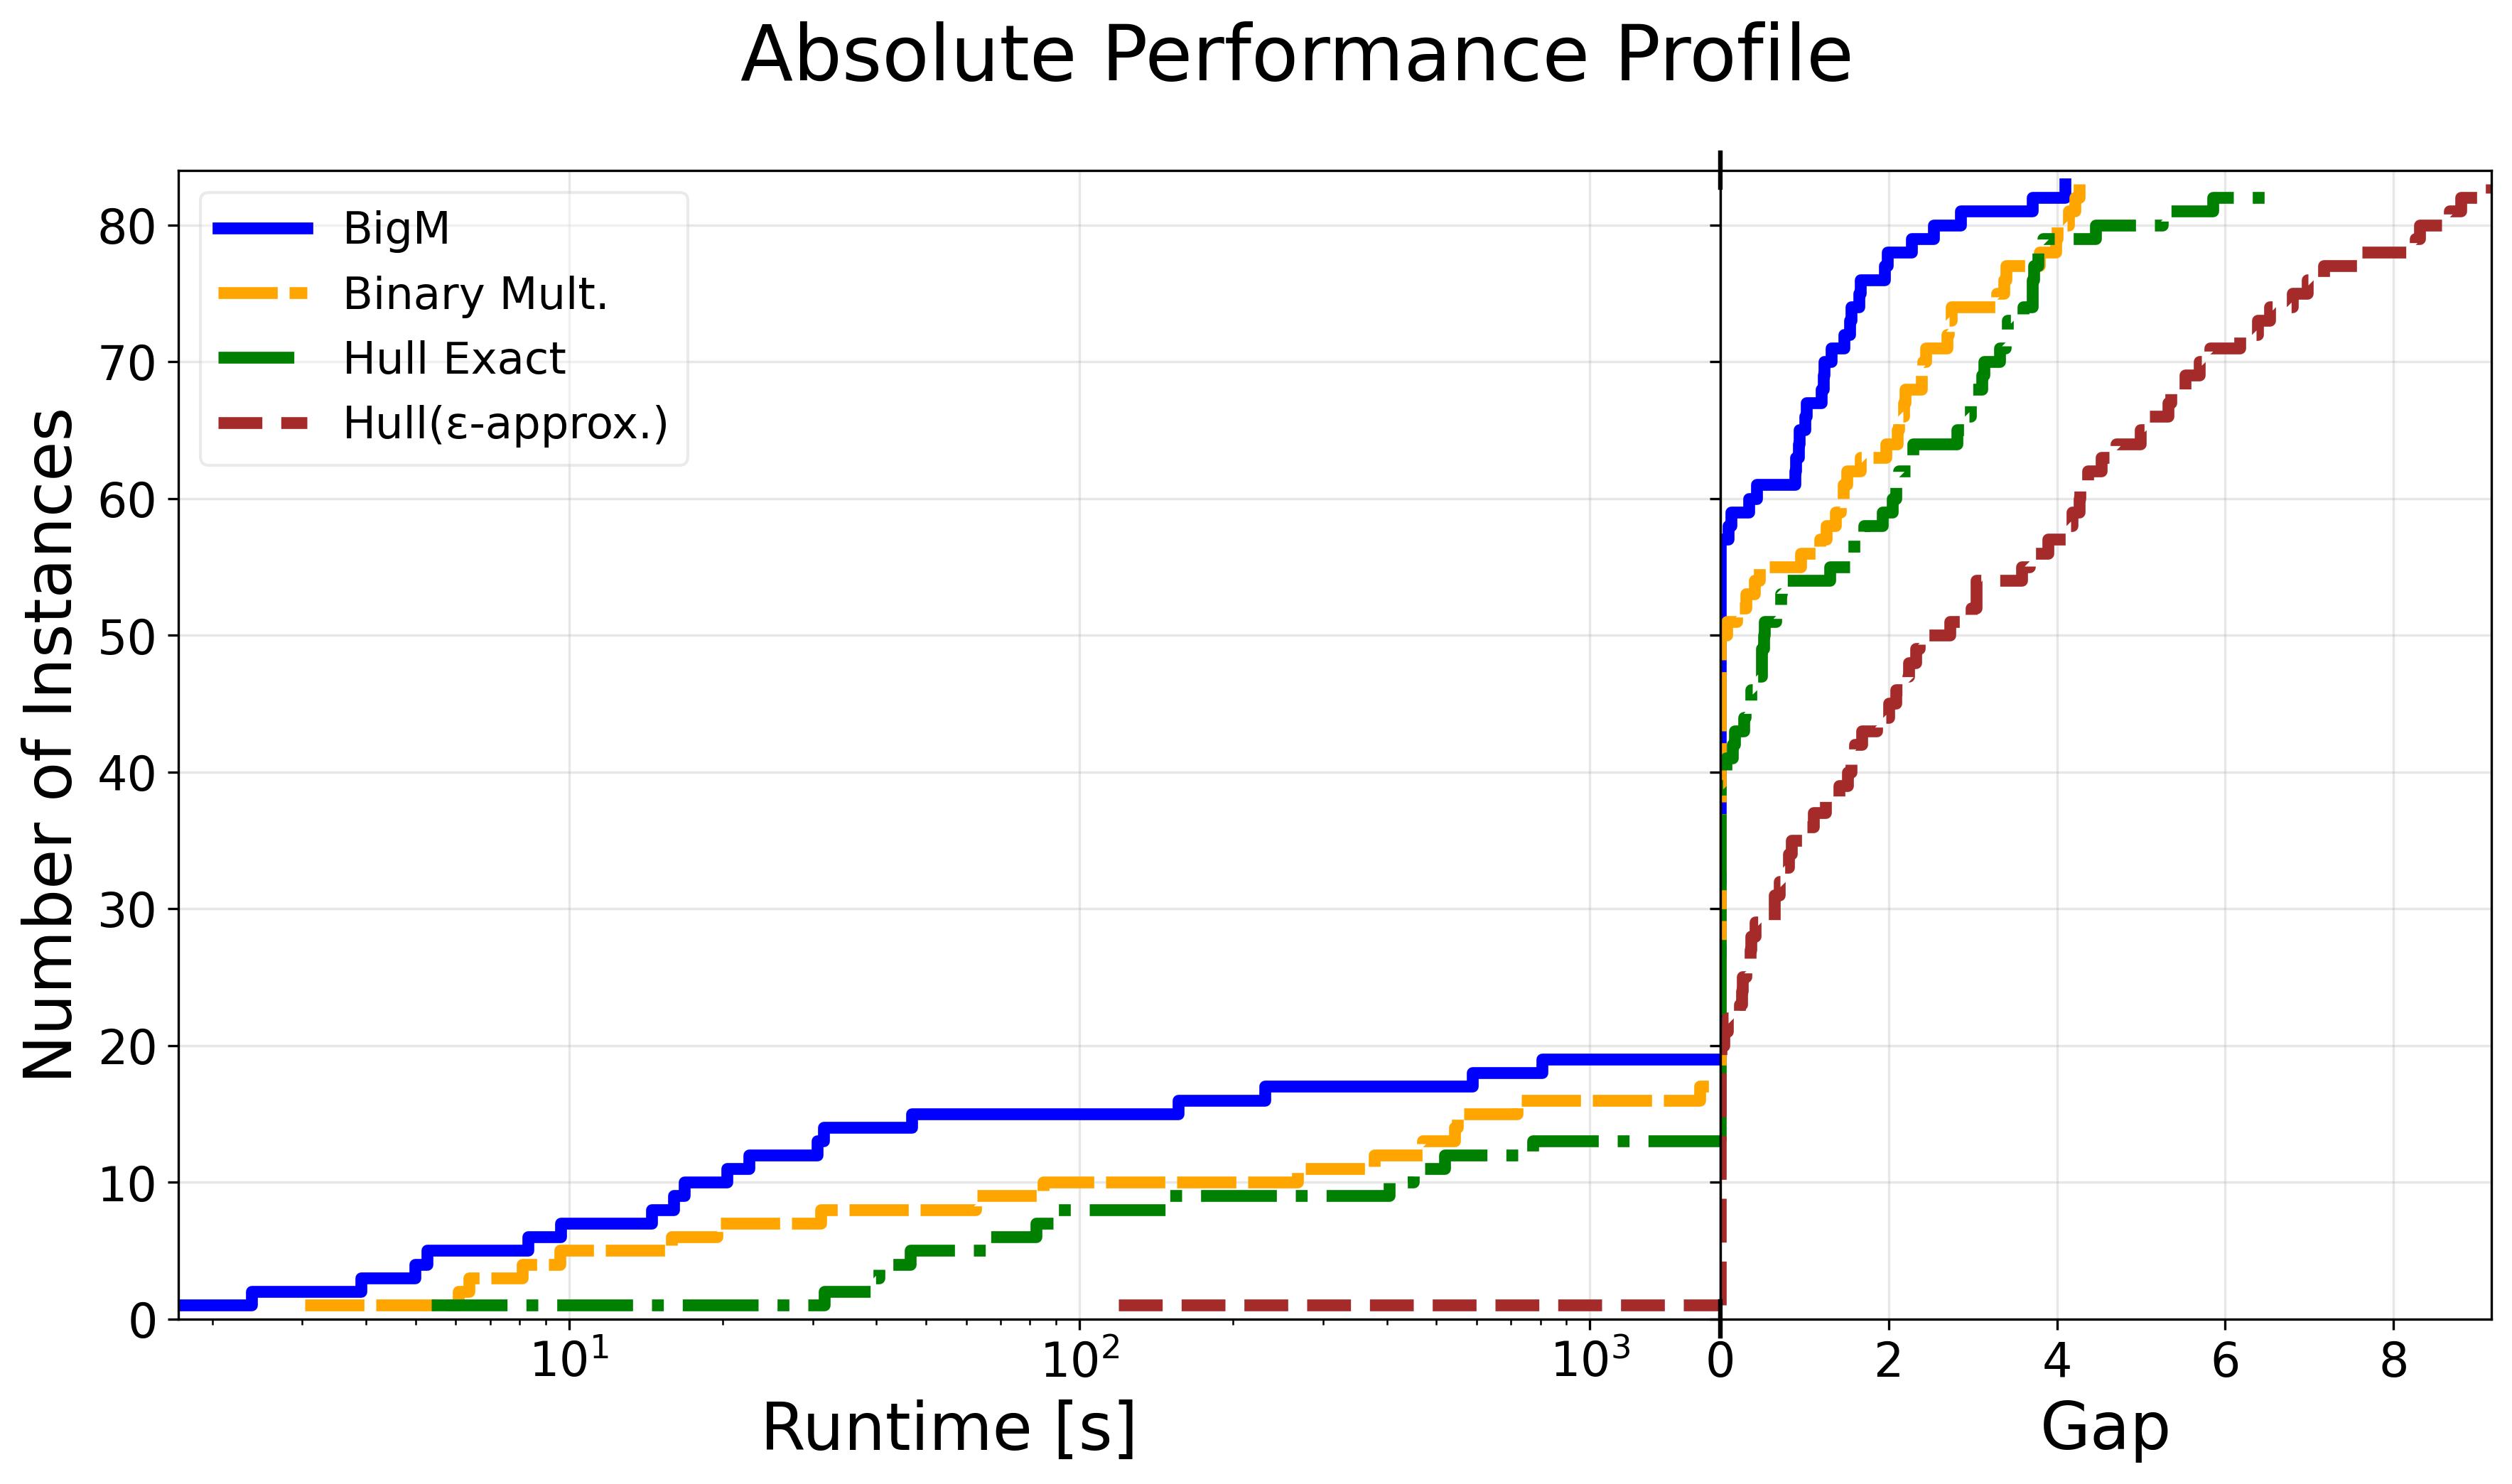 Absolute Performance Profile
BigM
Binary Mult.
Hull Exact
Hull(ε-approx.)
Number of Instances
80
70
60
50
40
30
20
10
0
10¹
10²
10³
0
2
4
6
8
Runtime [s]
Gap